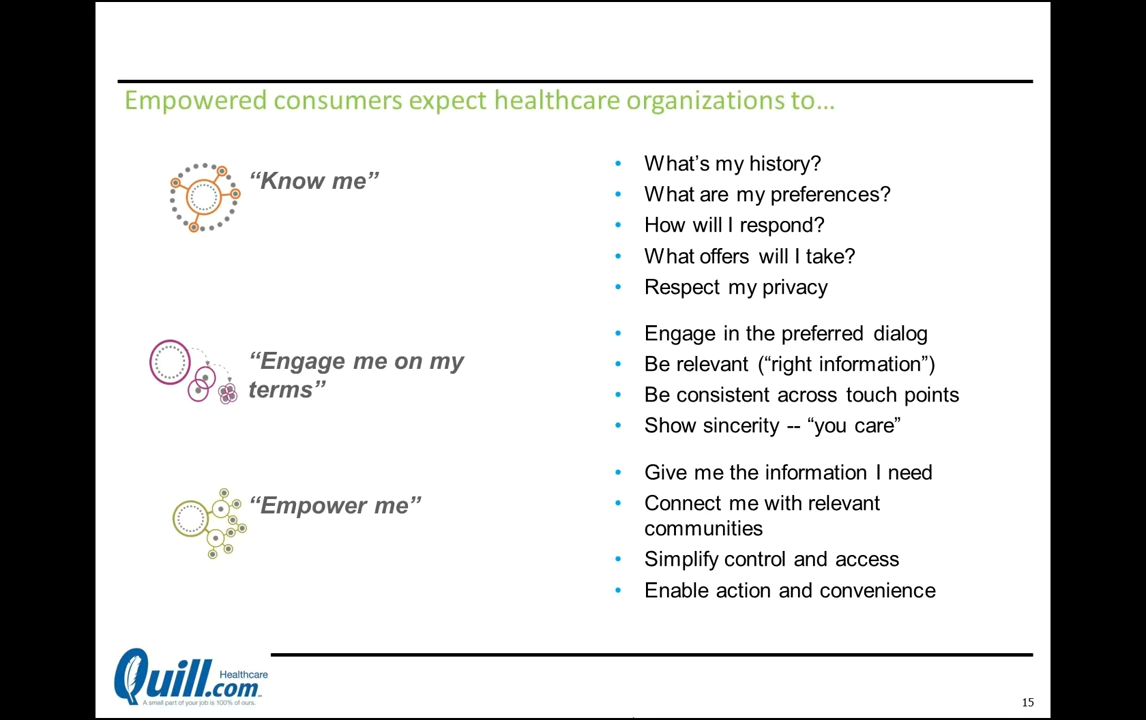 Empowered consumers expect healthcare organizations to...
“Know me”
• What’s my history?
• What are my preferences?
• How will I respond?
• What offers will I take?
• Respect my privacy
“Engage me on my
terms”
• Engage in the preferred dialog
• Be relevant (“right information”)
• Be consistent across touch points
• Show sincerity -- “you care”
“Empower me”
• Give me the information I need
• Connect me with relevant
communities
• Simplify control and access
• Enable action and convenience
Quill.com Healthcare
A small part of your job is 100% of ours.
15